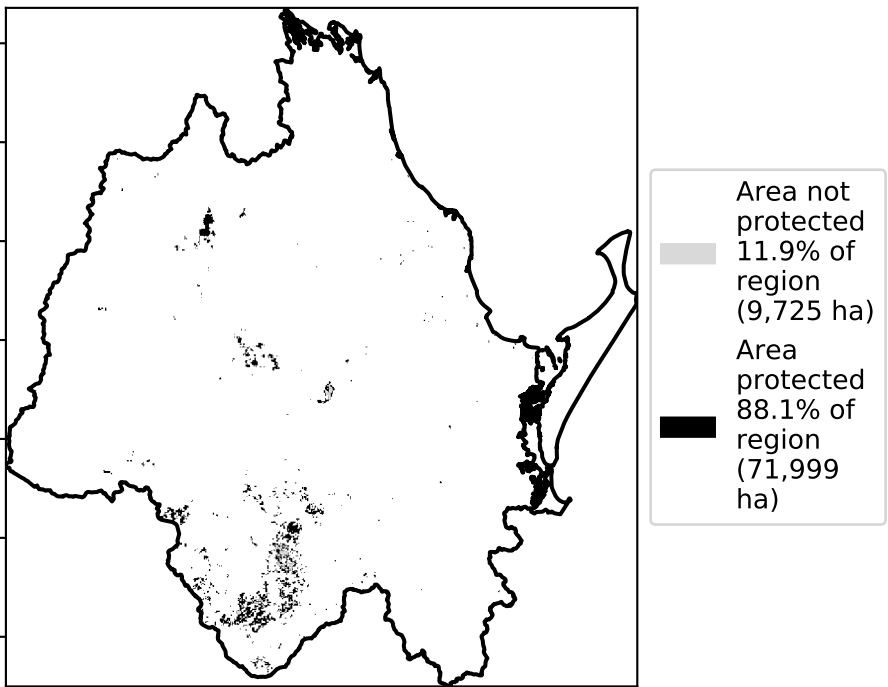 Area not
protected
11.9% of
region
(9,725 ha)
Area
protected
88.1% of
region
(71,999
ha)